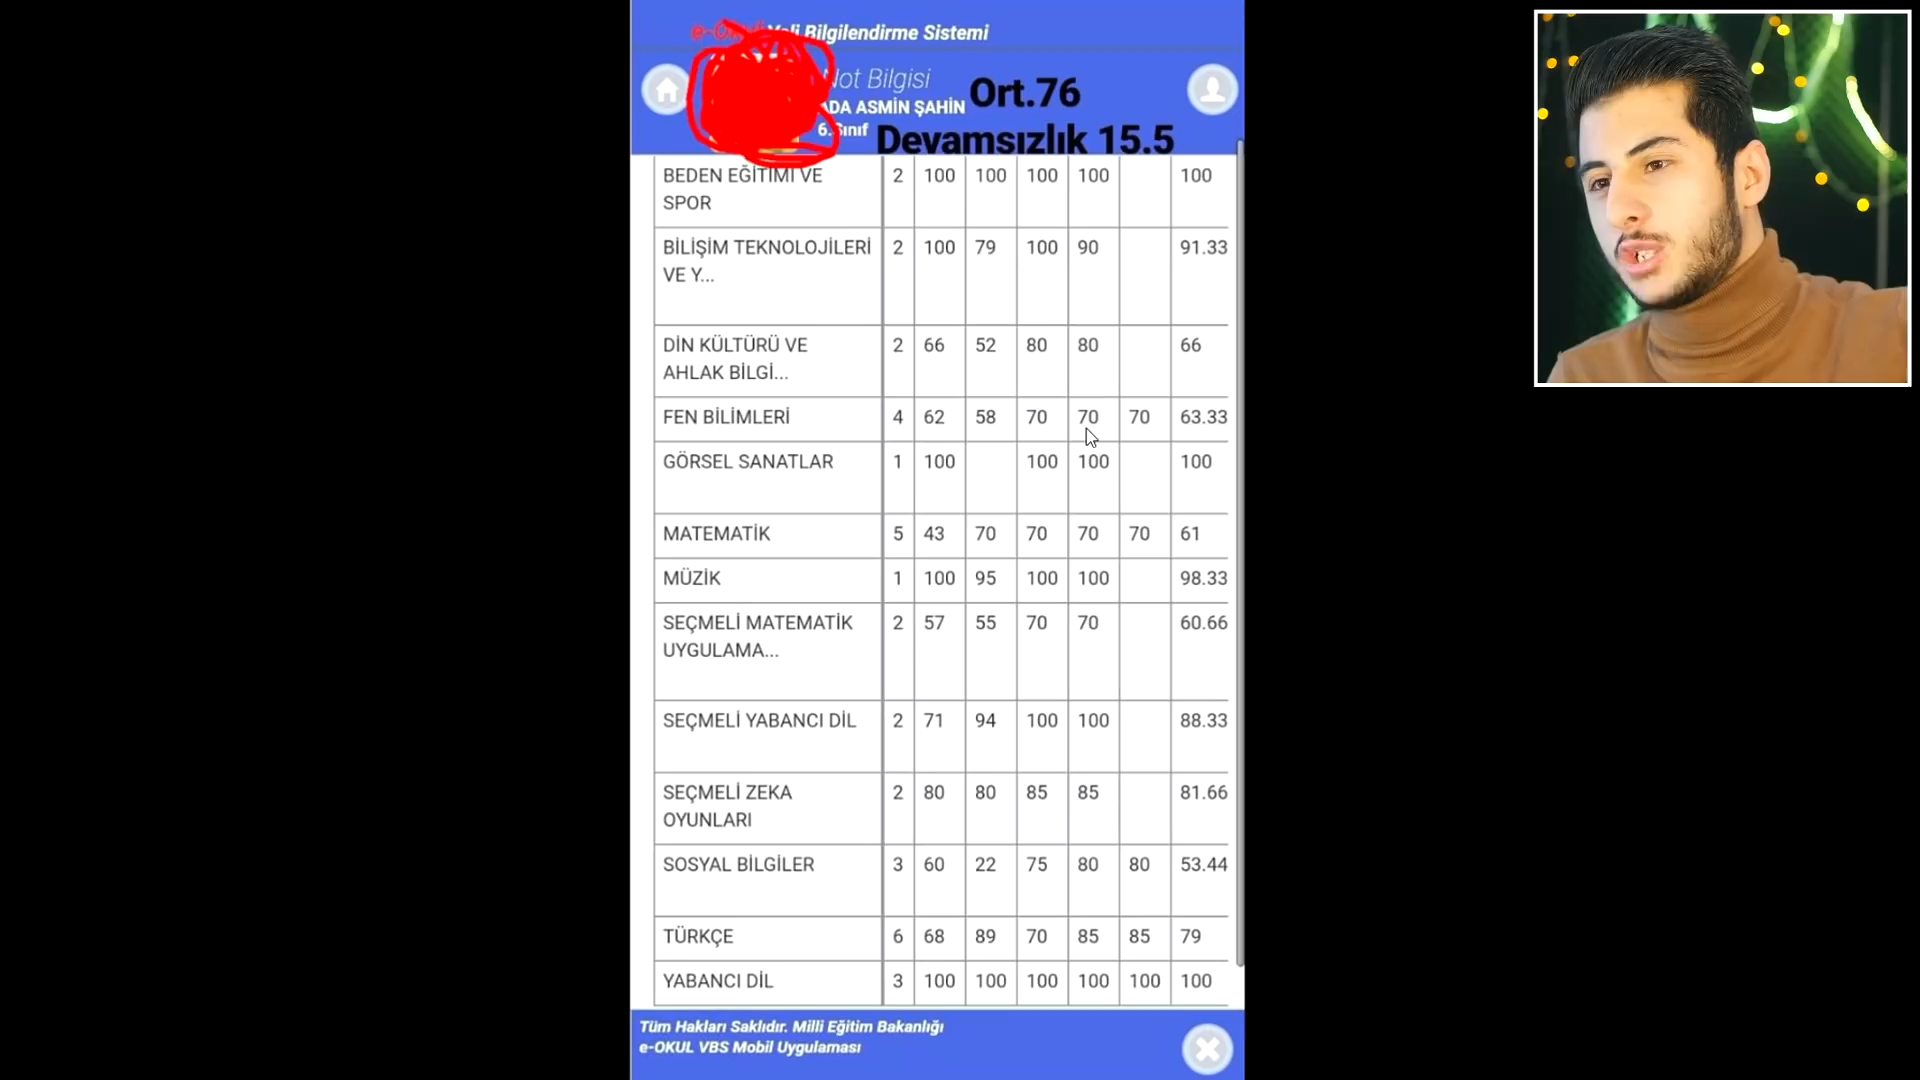 e-Okul Veli Bilgilendirme Sistemi
Not Bilgisi
ADA ASMİN ŞAHİN
6.Sınıf
Ort.76
Devamsızlık 15.5
BEDEN EĞİTİMİ VE SPOR 2 100 100 100 100 100
BİLİŞİM TEKNOLOJİLERİ VE Y... 2 100 79 100 90 91.33
DİN KÜLTÜRÜ VE AHLAK BİLGİ... 2 66 52 80 80 66
FEN BİLİMLERİ 4 62 58 70 70 70 63.33
GÖRSEL SANATLAR 1 100 100 100 100
MATEMATİK 5 43 70 70 70 70 61
MÜZİK 1 100 95 100 100 98.33
SEÇMELİ MATEMATİK UYGULAMA... 2 57 55 70 70 60.66
SEÇMELİ YABANCI DİL 2 71 94 100 100 88.33
SEÇMELİ ZEKA OYUNLARI 2 80 80 85 85 81.66
SOSYAL BİLGİLER 3 60 22 75 80 80 53.44
TÜRKÇE 6 68 89 70 85 85 79
YABANCI DİL 3 100 100 100 100 100 100
Tüm Hakları Saklıdır. Milli Eğitim Bakanlığı
e-OKUL VBS Mobil Uygulaması